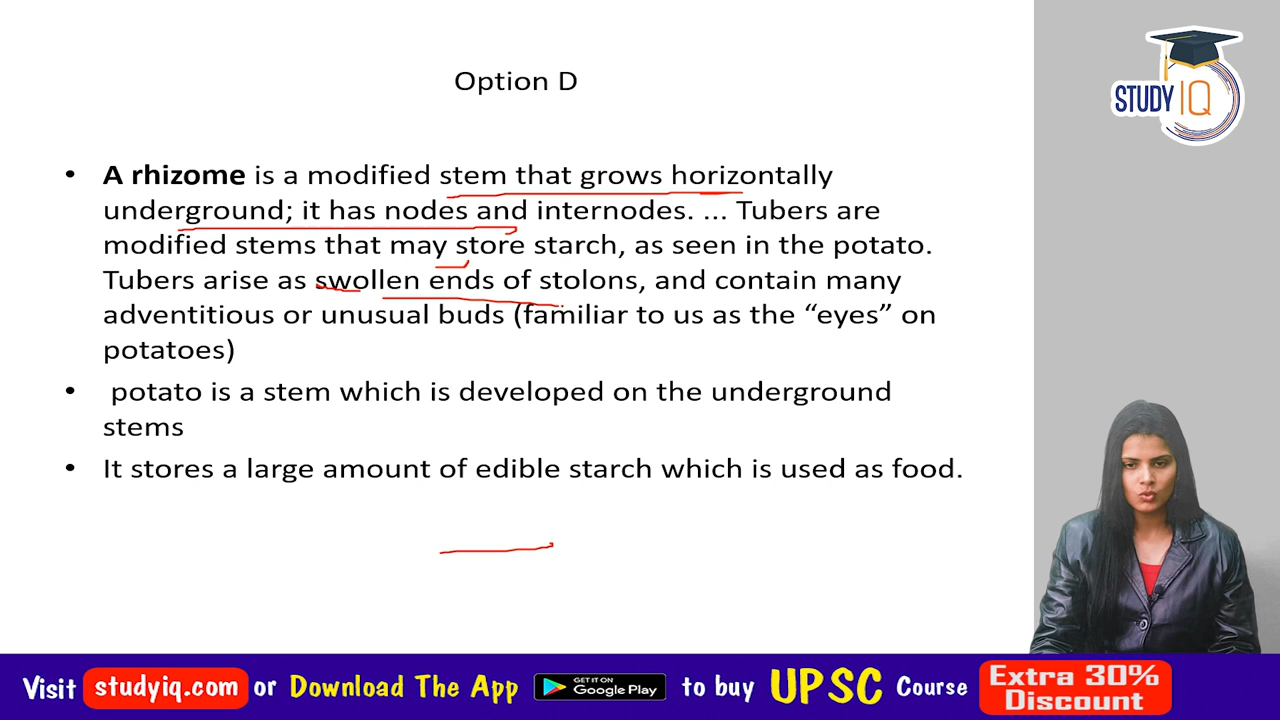 Option D
STUDY IQ
• A rhizome is a modified stem that grows horizontally
underground; it has nodes and internodes. ... Tubers are
modified stems that may store starch, as seen in the potato.
Tubers arise as swollen ends of stolons, and contain many
adventitious or unusual buds (familiar to us as the “eyes” on
potatoes)
• potato is a stem which is developed on the underground
stems
• It stores a large amount of edible starch which is used as food.
Visit studyiq.com or Download The App GET IT ON Google Play to buy UPSC Course Extra 30% Discount